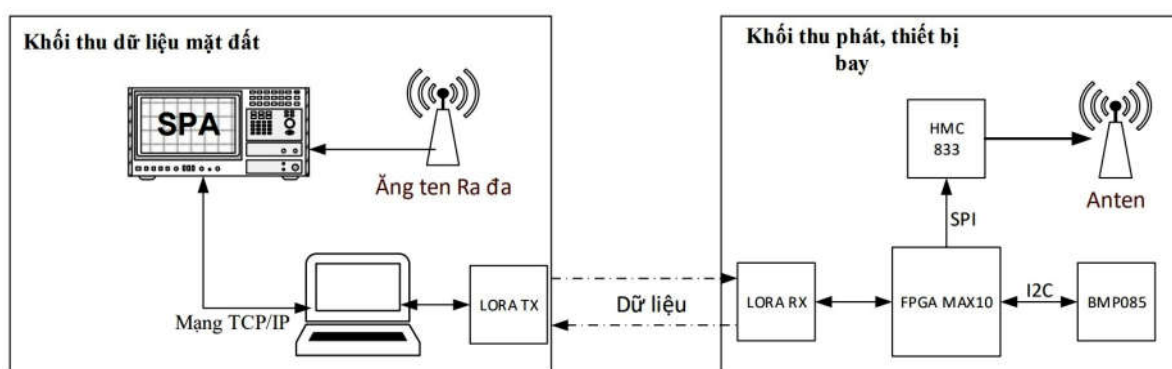 Khối thu dữ liệu mặt đất
SPA
Ăng ten Ra đa
Mạng TCP/IP
LORA TX
Dữ liệu
Khối thu phát, thiết bị
bay
HMC
833
Anten
SPI
LORA RX
FPGA MAX10
I2C
BMP085